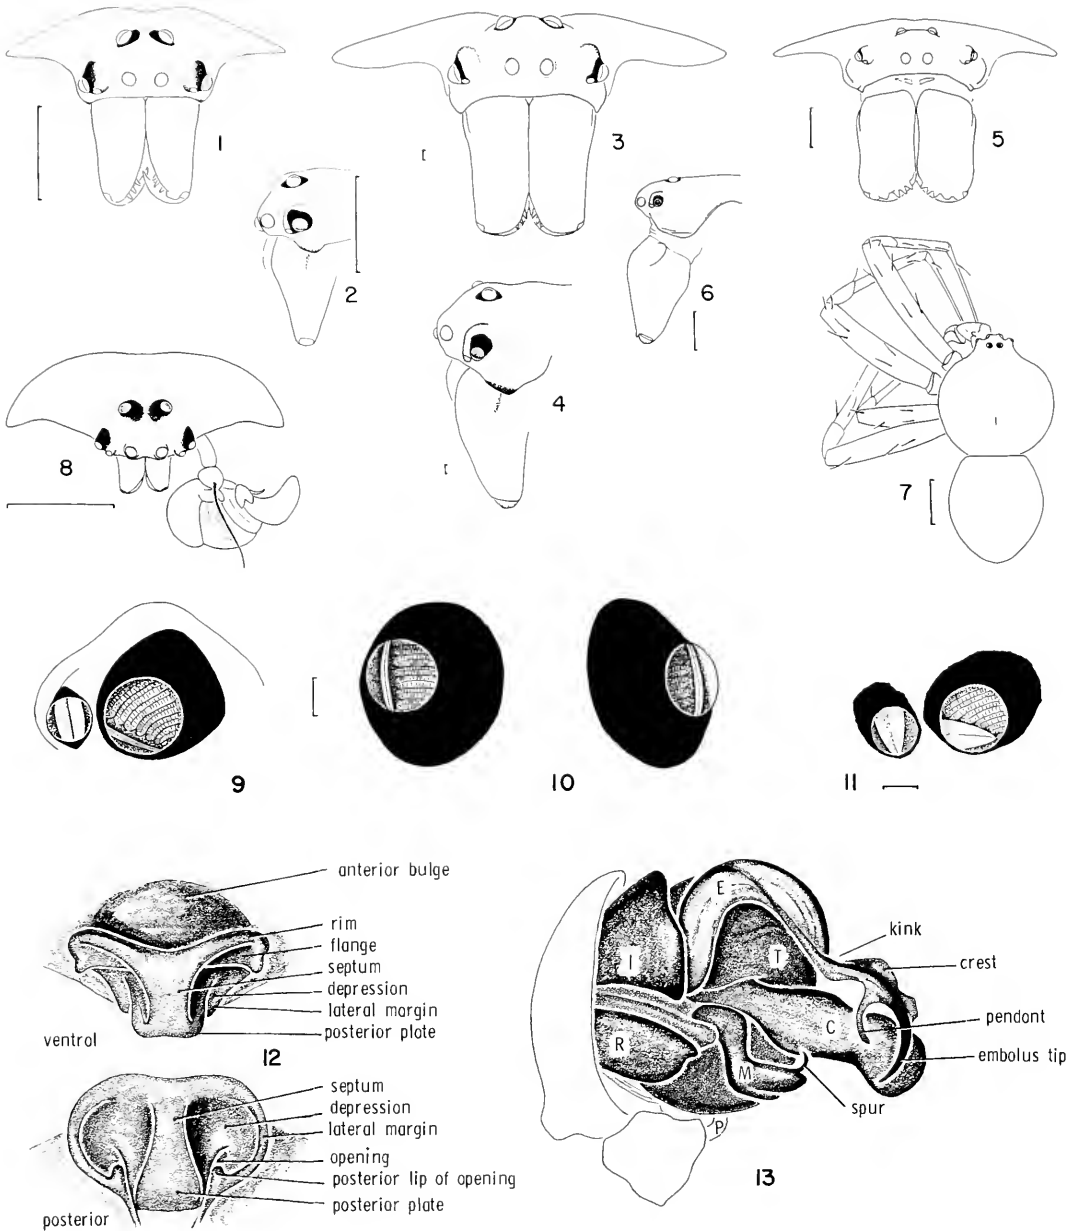 1
3
5
2
6
4
8
7
9
10
11
anterior bulge
rim
flange
septum
depression
lateral margin
posterior plate
ventral
12
septum
depression
lateral margin
opening
posterior lip of opening
posterior plate
posterior
E
I
T
kink
crest
C
pendant
R
M
embolus tip
spur
P
13